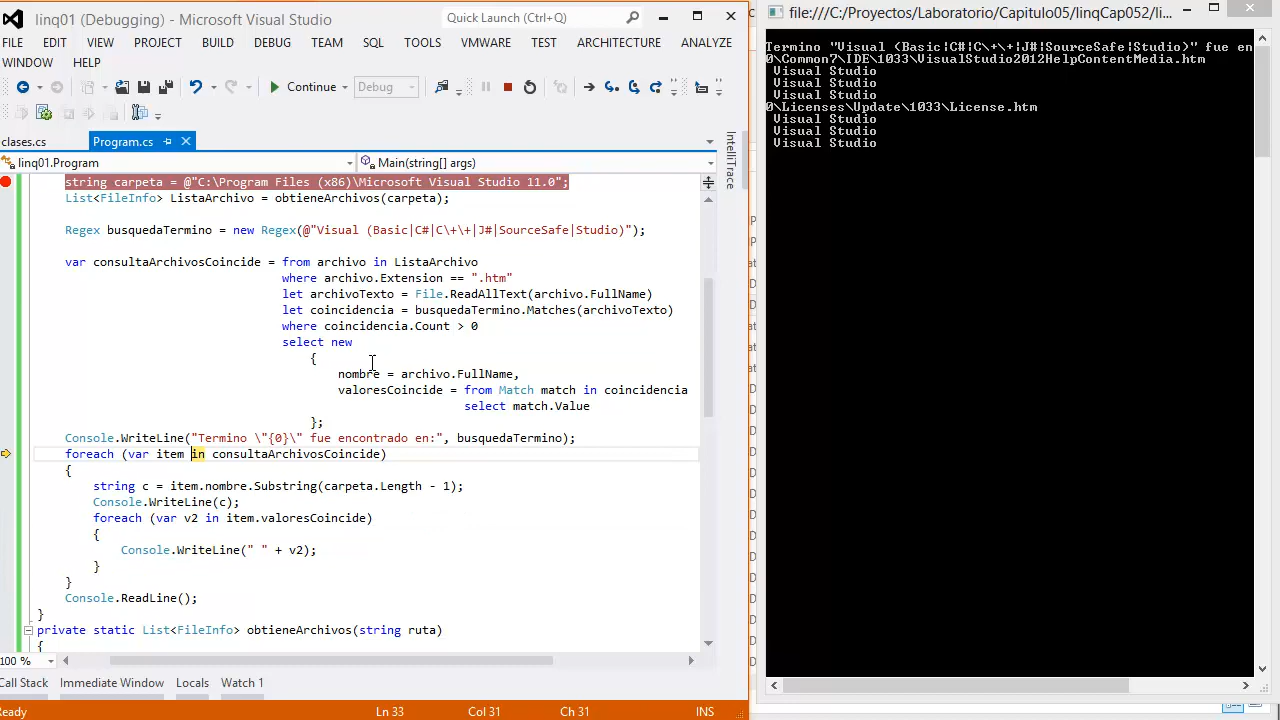 linq01 (Debugging) - Microsoft Visual Studio
Quick Launch (Ctrl+Q)
FILE EDIT VIEW PROJECT BUILD DEBUG TEAM SQL TOOLS VMWARE TEST ARCHITECTURE ANALYZE
WINDOW HELP
Continue Debug
clases.cs Program.cs
linq01.Program Main(string[] args)
string carpeta = @"C:\Program Files (x86)\Microsoft Visual Studio 11.0";
List<FileInfo> ListaArchivo = obtieneArchivos(carpeta);
Regex busquedaTermino = new Regex(@"Visual (Basic|C#|C\+\+|J#|SourceSafe|Studio)");
var consultaArchivosCoincide = from archivo in ListaArchivo
where archivo.Extension == ".htm"
let archivoTexto = File.ReadAllText(archivo.FullName)
let coincidencia = busquedaTermino.Matches(archivoTexto)
where coincidencia.Count > 0
select new
{
nombre = archivo.FullName,
valoresCoincide = from Match match in coincidencia
select match.Value
};
Console.WriteLine("Termino \"{0}\" fue encontrado en:", busquedaTermino);
foreach (var item in consultaArchivosCoincide)
{
string c = item.nombre.Substring(carpeta.Length - 1);
Console.WriteLine(c);
foreach (var v2 in item.valoresCoincide)
{
Console.WriteLine(" " + v2);
}
}
Console.ReadLine();
}
private static List<FileInfo> obtieneArchivos(string ruta)
{
100 %
Call Stack Immediate Window Locals Watch 1
Ready Ln 33 Col 31 Ch 31 INS
IntelliTrace
file:///C:/Proyectos/Laboratorio/Capitulo05/linqCap052/li...
Termino "Visual (Basic|C#|C\+\+|J#|SourceSafe|Studio)" fue en
0\Common7\IDE\1033\VisualStudio2012HelpContentMedia.htm
Visual Studio
Visual Studio
Visual Studio
0\Licenses\Update\1033\License.htm
Visual Studio
Visual Studio
Visual Studio